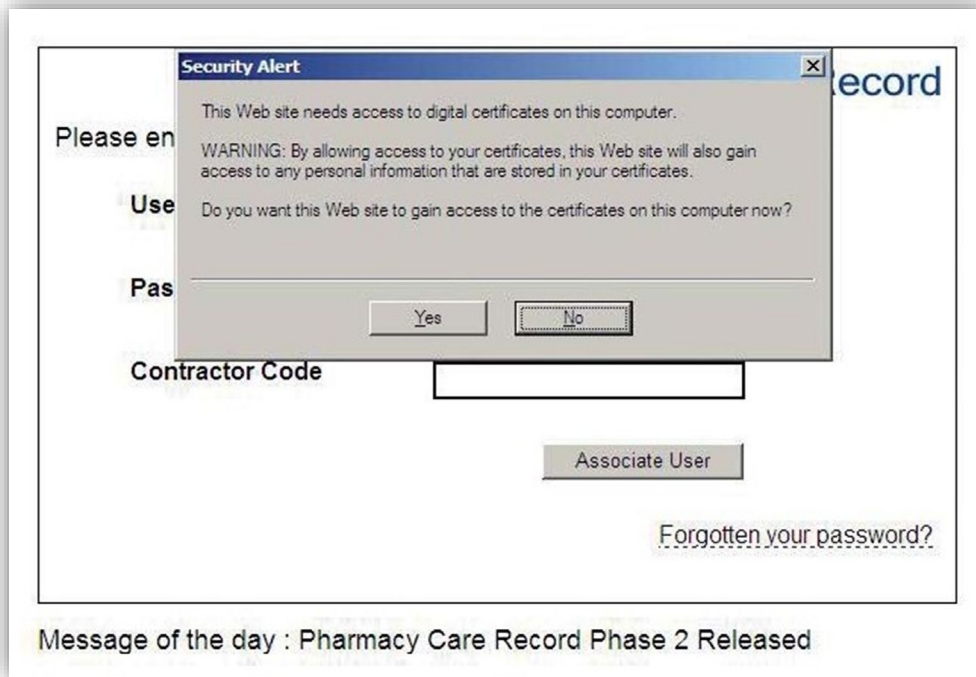 Security Alert
ecord
This Web site needs access to digital certificates on this computer.
Please en
WARNING: By allowing access to your certificates, this Web site will also gain
access to any personal information that are stored in your certificates.
Use
Do you want this Web site to gain access to the certificates on this computer now?
Pas
Yes No
Contractor Code
Associate User
Forgotten your password?
Message of the day : Pharmacy Care Record Phase 2 Released